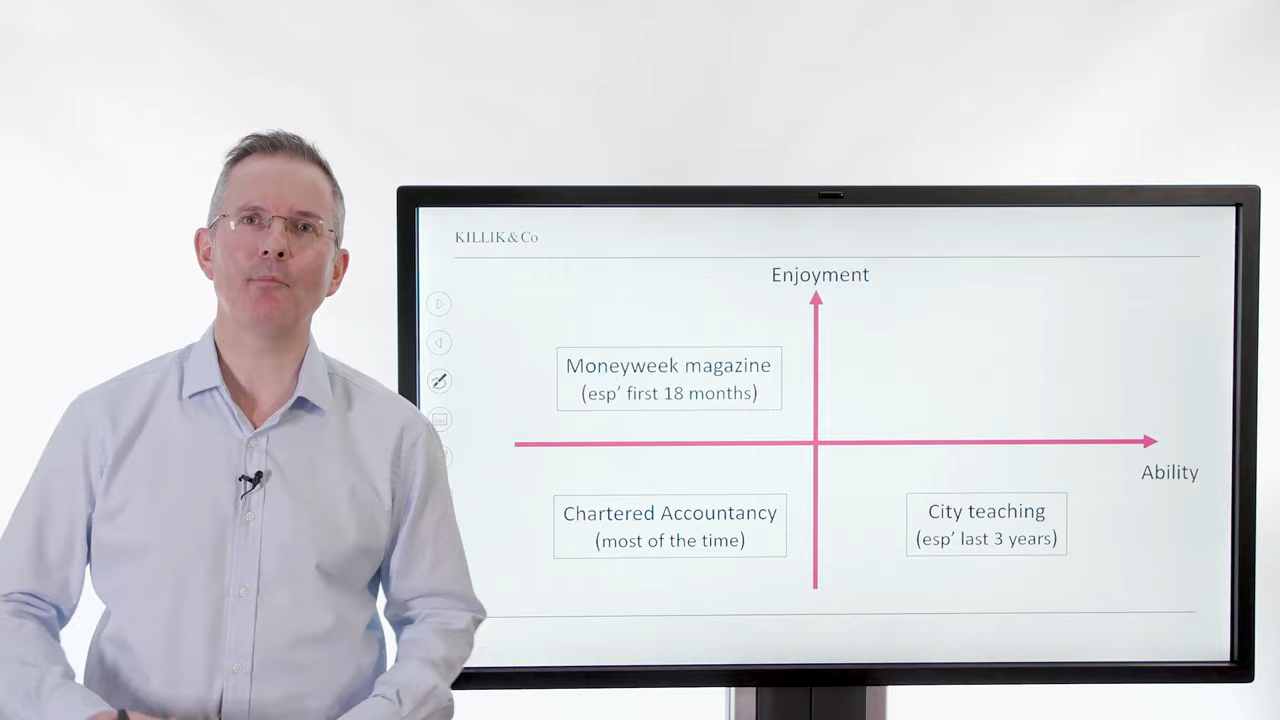 KILLIK & Co
Enjoyment
Moneyweek magazine
(esp’ first 18 months)
Ability
Chartered Accountancy
(most of the time)
City teaching
(esp’ last 3 years)